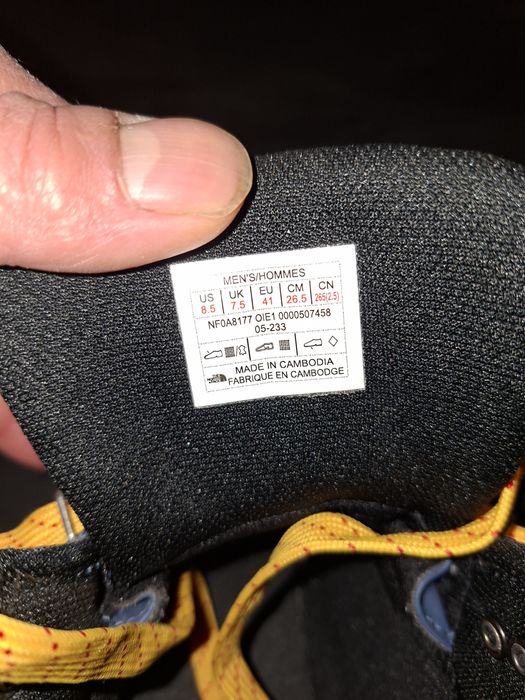 MEN'S/HOMMES
US UK EU CM CN
8.5 7.5 41 26.5 265(2.5)
NF0A8177 OIE1 0000507458
05-233
MADE IN CAMBODIA
FABRIQUE EN CAMBODGE